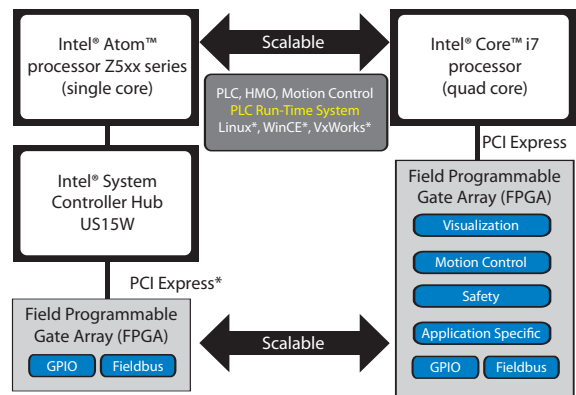 Intel® Atom™
processor Z5xx series
(single core)
Scalable
Intel® Core™ i7
processor
(quad core)
PLC, HMO, Motion Control
PLC Run-Time System
Linux*, WinCE*, VxWorks*
PCI Express
Intel® System
Controller Hub
US15W
PCI Express*
Field Programmable
Gate Array (FPGA)
GPIO
Fieldbus
Scalable
Field Programmable
Gate Array (FPGA)
Visualization
Motion Control
Safety
Application Specific
GPIO
Fieldbus